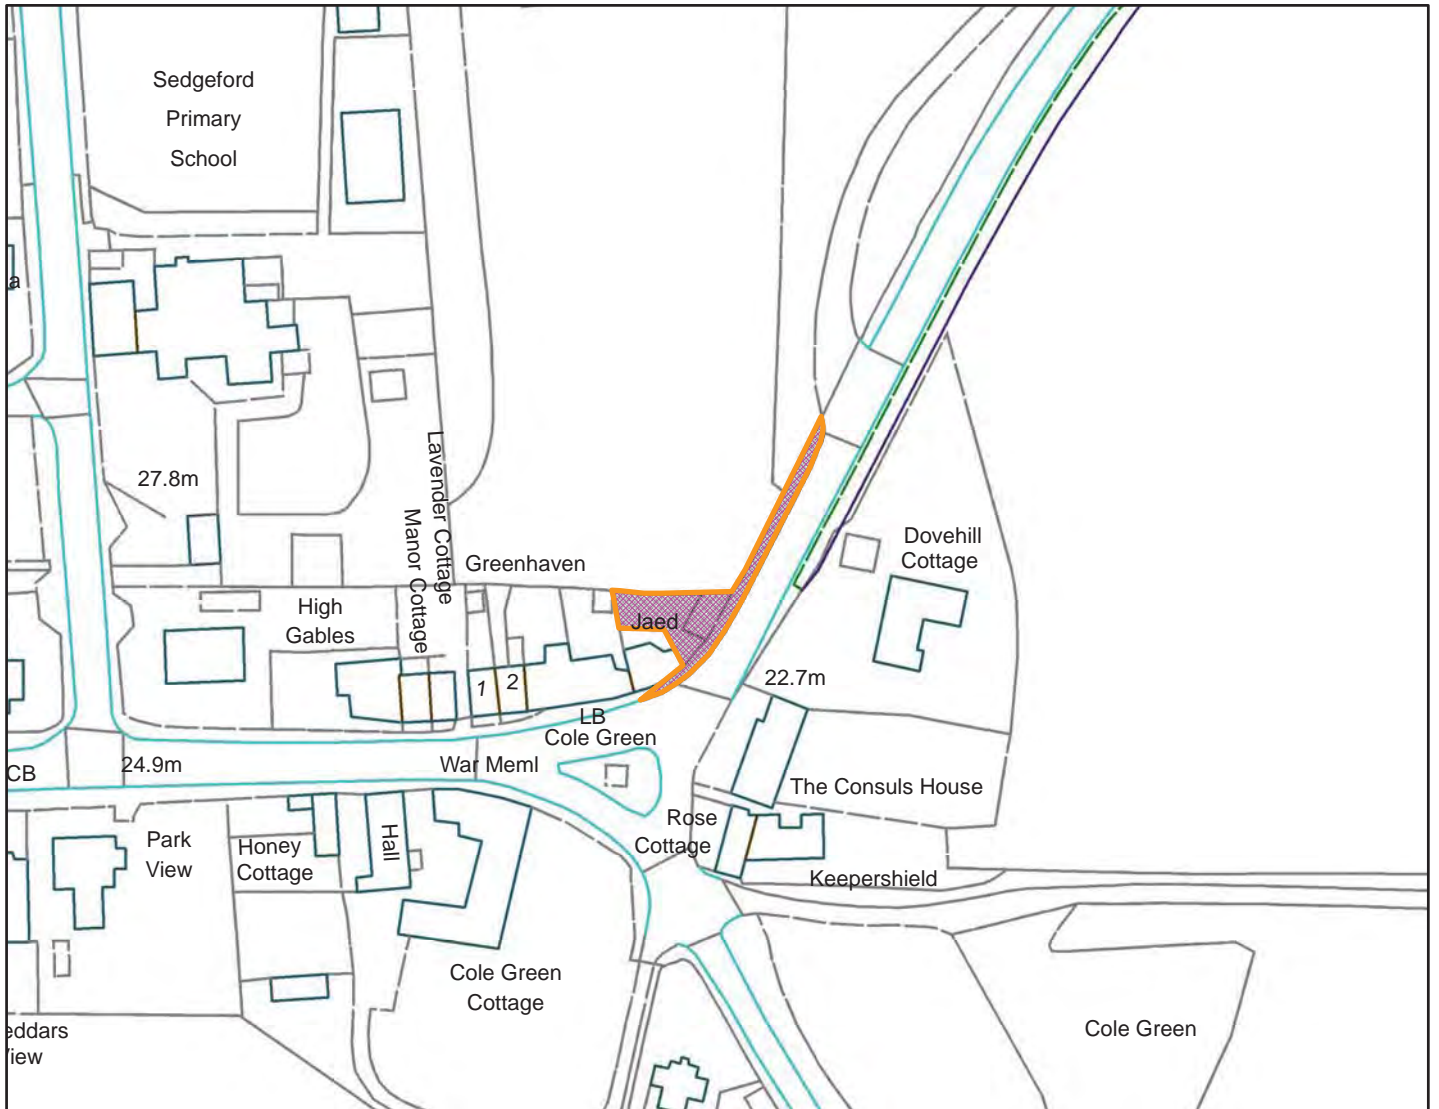 Sedgeford
Primary
School
a
27.8m
Lavender Cottage
Manor Cottage
Greenhaven
Dovehill
Cottage
High
Gables
Jaed
1
2
22.7m
LB
Cole Green
War Meml
CB
24.9m
The Consuls House
Rose
Cottage
Park
View
Honey
Cottage
Hall
Keepershield
Cole Green
Cottage
Cole Green
eddars
iew